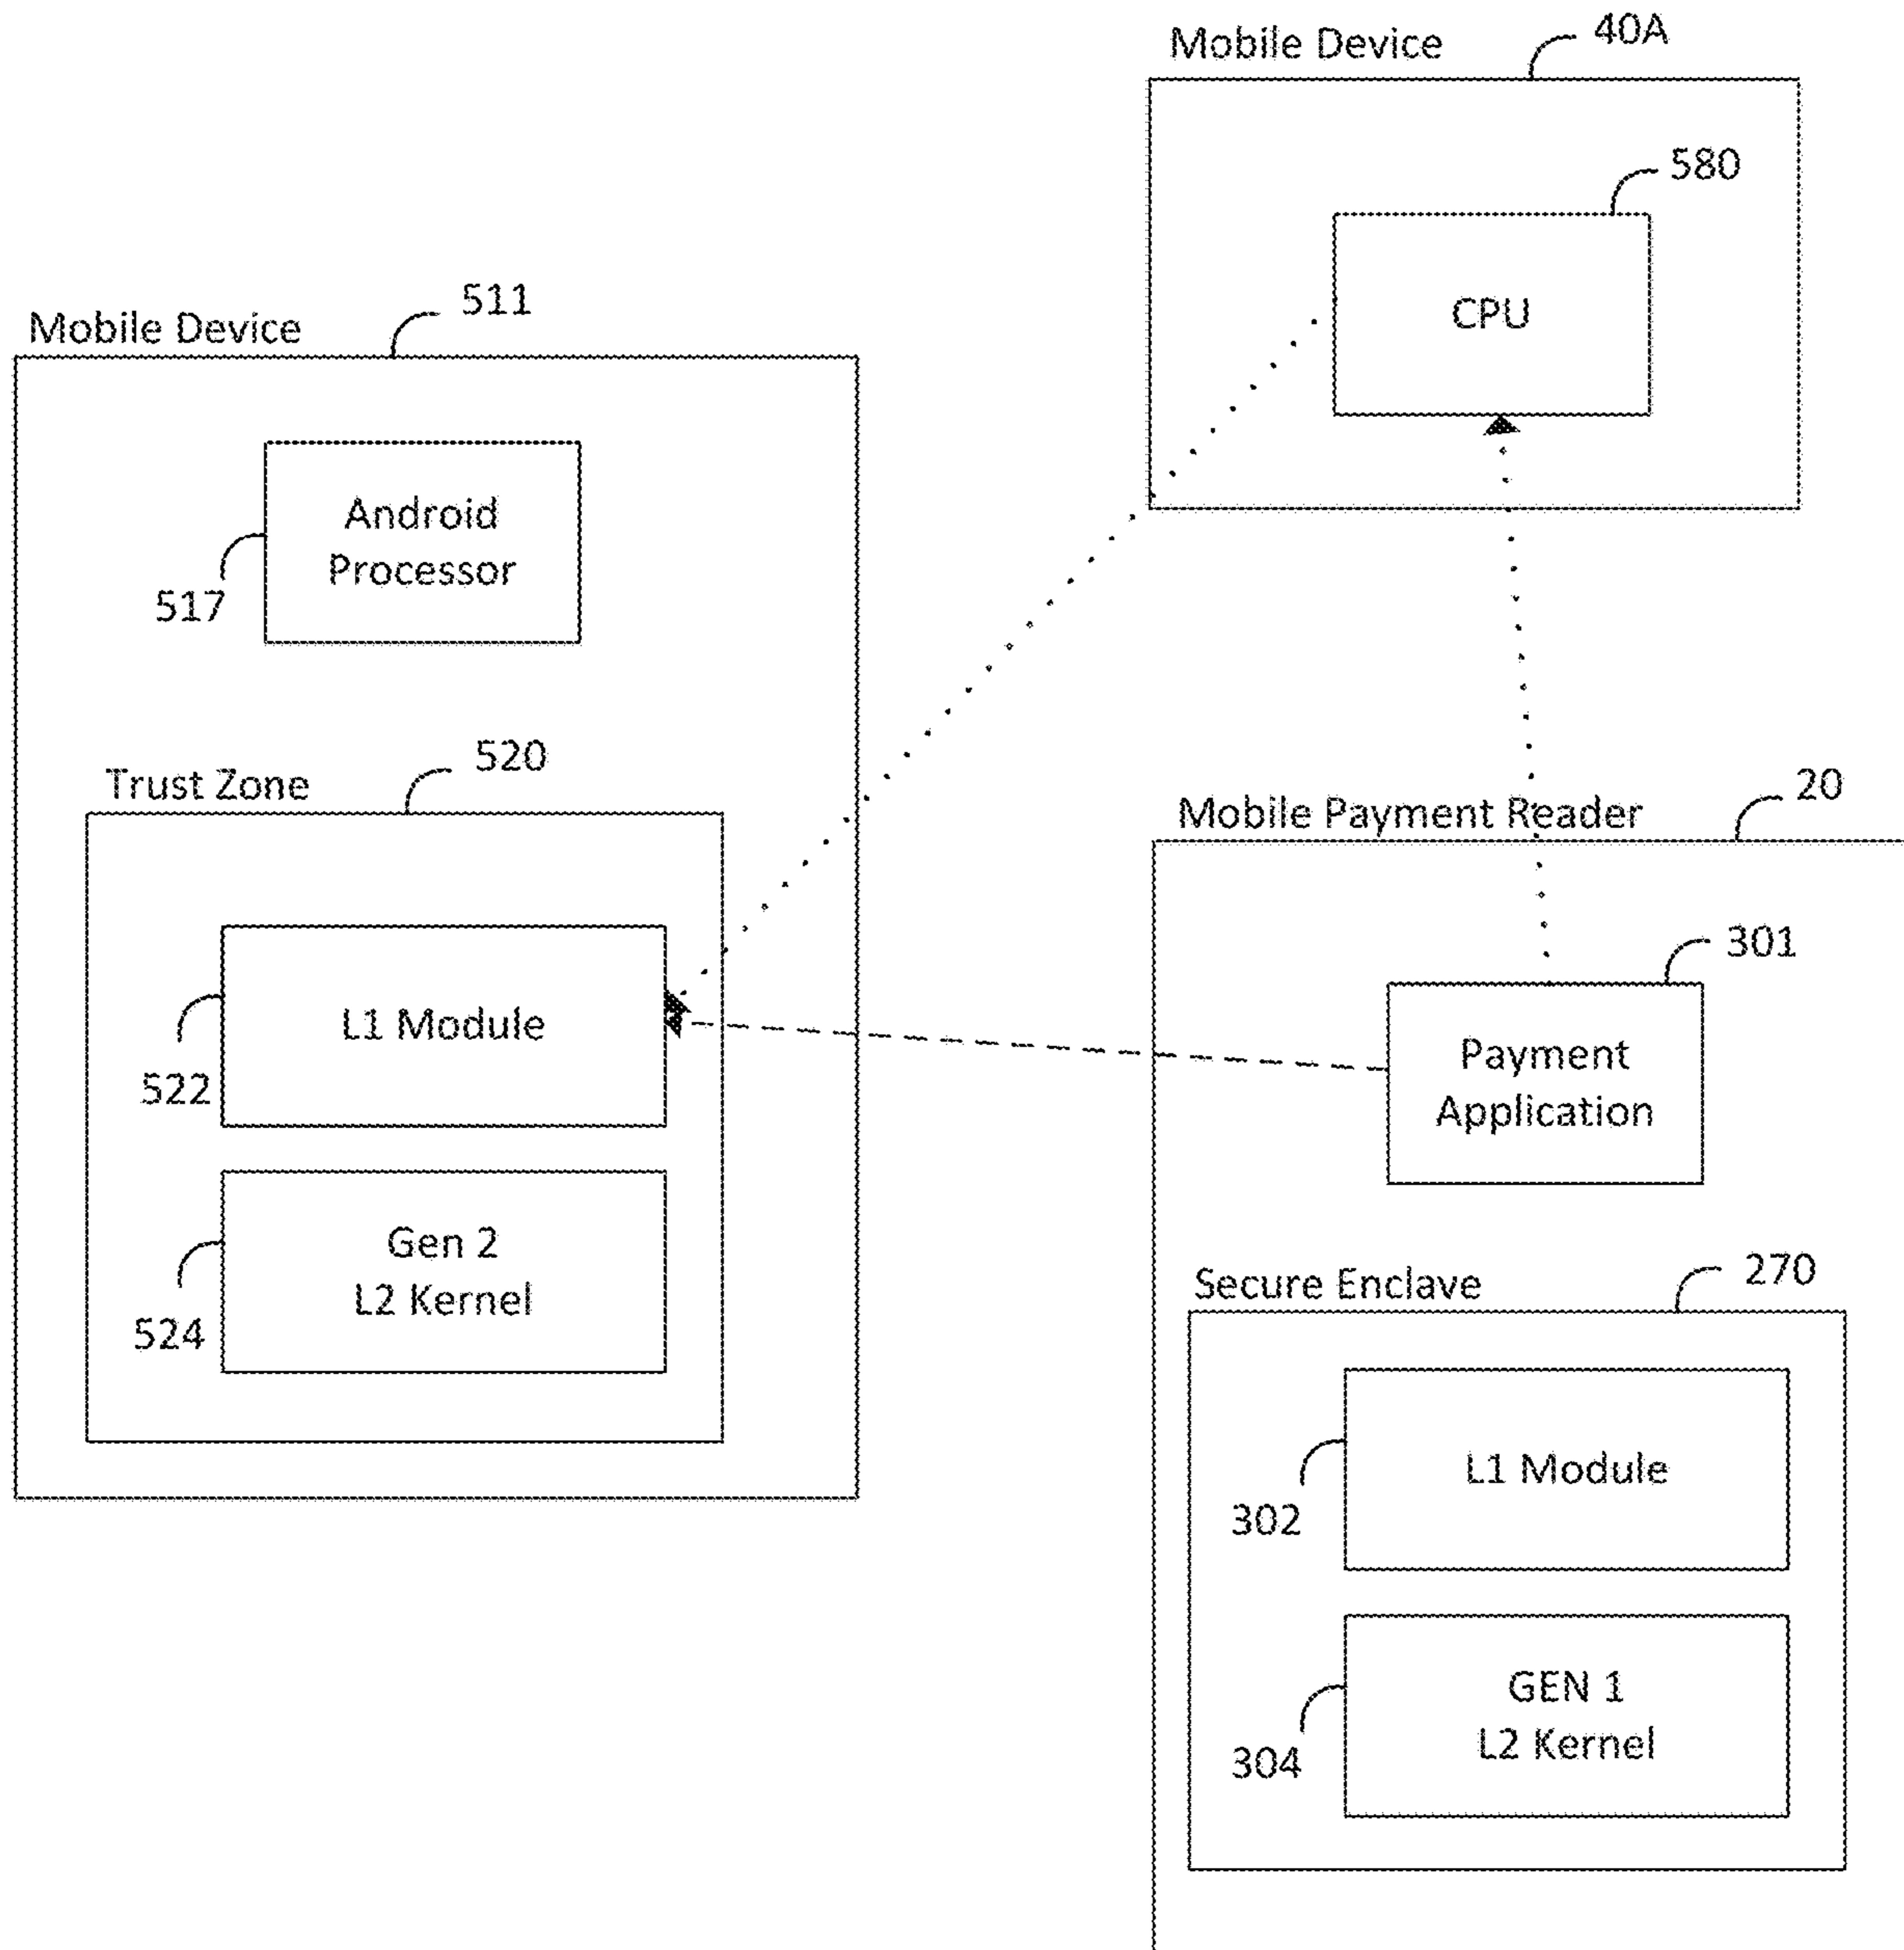 Mobile Device
40A
580
CPU
Mobile Device
511
Android
Processor
517
Trust Zone
520
L1 Module
522
Gen 2
L2 Kernel
524
Mobile Payment Reader
20
301
Payment
Application
Secure Enclave
270
L1 Module
302
GEN 1
L2 Kernel
304